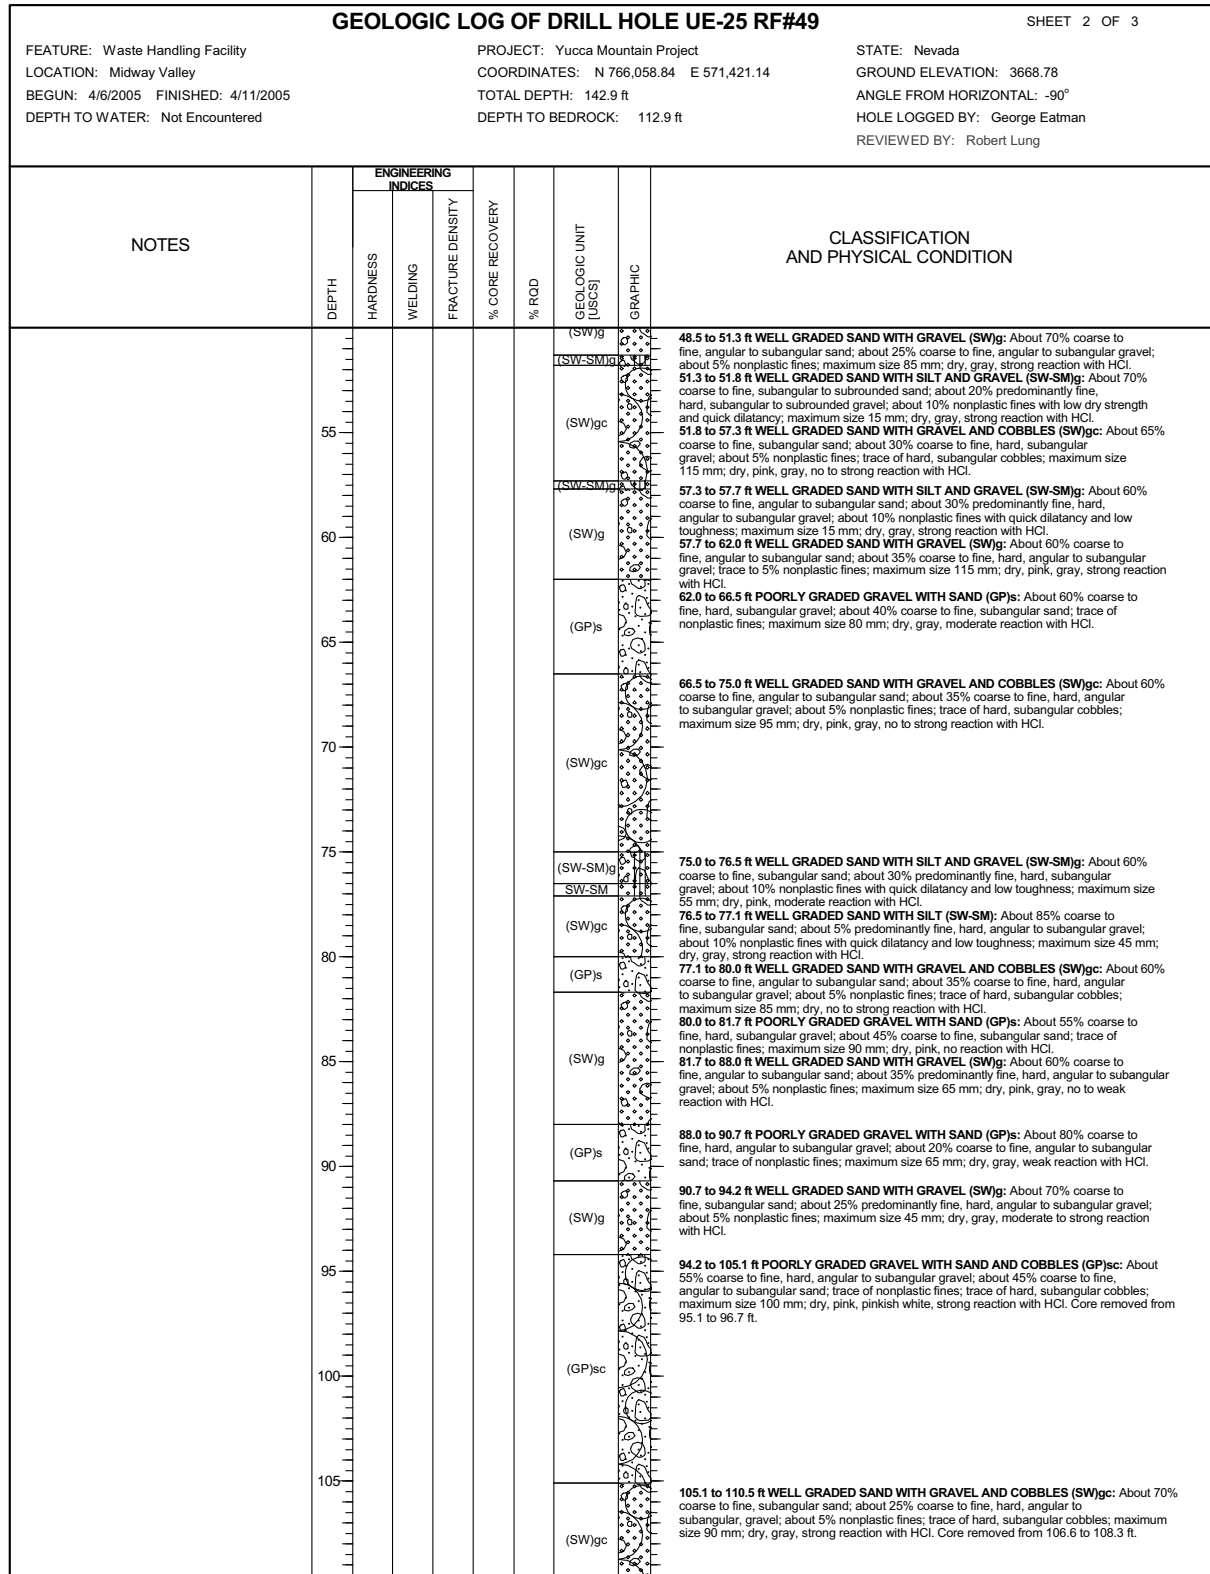 GEOLOGIC LOG OF DRILL HOLE UE-25 RF#49
SHEET 2 OF 3
FEATURE: Waste Handling Facility
LOCATION: Midway Valley
BEGUN: 4/6/2005 FINISHED: 4/11/2005
DEPTH TO WATER: Not Encountered
PROJECT: Yucca Mountain Project
COORDINATES: N 766,058.84 E 571,421.14
TOTAL DEPTH: 142.9 ft
DEPTH TO BEDROCK: 112.9 ft
STATE: Nevada
GROUND ELEVATION: 3668.78
ANGLE FROM HORIZONTAL: -90°
HOLE LOGGED BY: George Eatman
REVIEWED BY: Robert Lung
NOTES
DEPTH
ENGINEERING
INDICES
HARDNESS
WELDING
FRACTURE DENSITY
% CORE RECOVERY
% RQD
GEOLOGIC UNIT
[USCS]
GRAPHIC
CLASSIFICATION
AND PHYSICAL CONDITION
55
60
65
70
75
80
85
90
95
100
105
(SW)g
(SW-SM)g
(SW)gc
(SW-SM)g
(SW)g
(GP)s
(SW)gc
(SW-SM)g
SW-SM
(SW)gc
(GP)s
(SW)g
(GP)s
(SW)g
(GP)sc
(SW)gc
48.5 to 51.3 ft WELL GRADED SAND WITH GRAVEL (SW)g: About 70% coarse to
fine, angular to subangular sand; about 25% coarse to fine, angular to subangular gravel;
about 5% nonplastic fines; maximum size 85 mm; dry, gray, strong reaction with HCl.
51.3 to 51.8 ft WELL GRADED SAND WITH SILT AND GRAVEL (SW-SM)g: About 70%
coarse to fine, subangular to subrounded sand; about 20% predominantly fine,
hard, subangular to subrounded gravel; about 10% nonplastic fines with low dry strength
and quick dilatancy; maximum size 15 mm; dry, gray, strong reaction with HCl.
51.8 to 57.3 ft WELL GRADED SAND WITH GRAVEL AND COBBLES (SW)gc: About 65%
coarse to fine, subangular sand; about 30% coarse to fine, hard, subangular
gravel; about 5% nonplastic fines; trace of hard, subangular cobbles; maximum size
115 mm; dry, pink, gray, no to strong reaction with HCl.
57.3 to 57.7 ft WELL GRADED SAND WITH SILT AND GRAVEL (SW-SM)g: About 60%
coarse to fine, angular to subangular sand; about 30% predominantly fine, hard,
angular to subangular gravel; about 10% nonplastic fines with quick dilatancy and low
toughness; maximum size 15 mm; dry, gray, strong reaction with HCl.
57.7 to 62.0 ft WELL GRADED SAND WITH GRAVEL (SW)g: About 60% coarse to
fine, angular to subangular sand; about 35% coarse to fine, hard, angular to subangular
gravel; trace to 5% nonplastic fines; maximum size 115 mm; dry, pink, gray, strong reaction
with HCl.
62.0 to 66.5 ft POORLY GRADED GRAVEL WITH SAND (GP)s: About 60% coarse to
fine, hard, subangular gravel; about 40% coarse to fine, subangular sand; trace of
nonplastic fines; maximum size 80 mm; dry, gray, moderate reaction with HCl.
66.5 to 75.0 ft WELL GRADED SAND WITH GRAVEL AND COBBLES (SW)gc: About 60%
coarse to fine, angular to subangular sand; about 35% coarse to fine, hard, angular
to subangular gravel; about 5% nonplastic fines; trace of hard, subangular cobbles;
maximum size 95 mm; dry, pink, gray, no to strong reaction with HCl.
75.0 to 76.5 ft WELL GRADED SAND WITH SILT AND GRAVEL (SW-SM)g: About 60%
coarse to fine, subangular sand; about 30% predominantly fine, hard, subangular
gravel; about 10% nonplastic fines with quick dilatancy and low toughness; maximum size
55 mm; dry, pink, moderate reaction with HCl.
76.5 to 77.1 ft WELL GRADED SAND WITH SILT (SW-SM): About 85% coarse to
fine, subangular sand; about 5% predominantly fine, hard, angular to subangular gravel;
about 10% nonplastic fines with quick dilatancy and low toughness; maximum size 45 mm;
dry, gray, strong reaction with HCl.
77.1 to 80.0 ft WELL GRADED SAND WITH GRAVEL AND COBBLES (SW)gc: About 60%
coarse to fine, angular to subangular sand; about 35% coarse to fine, hard, angular
to subangular gravel; about 5% nonplastic fines; trace of hard, subangular cobbles;
maximum size 85 mm; dry, no to strong reaction with HCl.
80.0 to 81.7 ft POORLY GRADED GRAVEL WITH SAND (GP)s: About 55% coarse to
fine, hard, subangular gravel; about 45% coarse to fine, subangular sand; trace of
nonplastic fines; maximum size 90 mm; dry, pink, no reaction with HCl.
81.7 to 88.0 ft WELL GRADED SAND WITH GRAVEL (SW)g: About 60% coarse to
fine, angular to subangular sand; about 35% predominantly fine, hard, angular to subangular
gravel; about 5% nonplastic fines; maximum size 65 mm; dry, pink, gray, no to weak
reaction with HCl.
88.0 to 90.7 ft POORLY GRADED GRAVEL WITH SAND (GP)s: About 80% coarse to
fine, hard, angular to subangular gravel; about 20% coarse to fine, angular to subangular
sand; trace of nonplastic fines; maximum size 65 mm; dry, gray, weak reaction with HCl.
90.7 to 94.2 ft WELL GRADED SAND WITH GRAVEL (SW)g: About 70% coarse to
fine, subangular sand; about 25% predominantly fine, hard, angular to subangular gravel;
about 5% nonplastic fines; maximum size 45 mm; dry, gray, moderate to strong reaction
with HCl.
94.2 to 105.1 ft POORLY GRADED GRAVEL WITH SAND AND COBBLES (GP)sc: About
55% coarse to fine, hard, angular to subangular gravel; about 45% coarse to fine,
angular to subangular sand; trace of nonplastic fines; trace of hard, subangular cobbles;
maximum size 100 mm; dry, pink, pinkish white, strong reaction with HCl. Core removed from
95.1 to 96.7 ft.
105.1 to 110.5 ft WELL GRADED SAND WITH GRAVEL AND COBBLES (SW)gc: About 70%
coarse to fine, subangular sand; about 25% coarse to fine, hard, angular to
subangular, gravel; about 5% nonplastic fines; trace of hard, subangular cobbles; maximum
size 90 mm; dry, gray, strong reaction with HCl. Core removed from 106.6 to 108.3 ft.